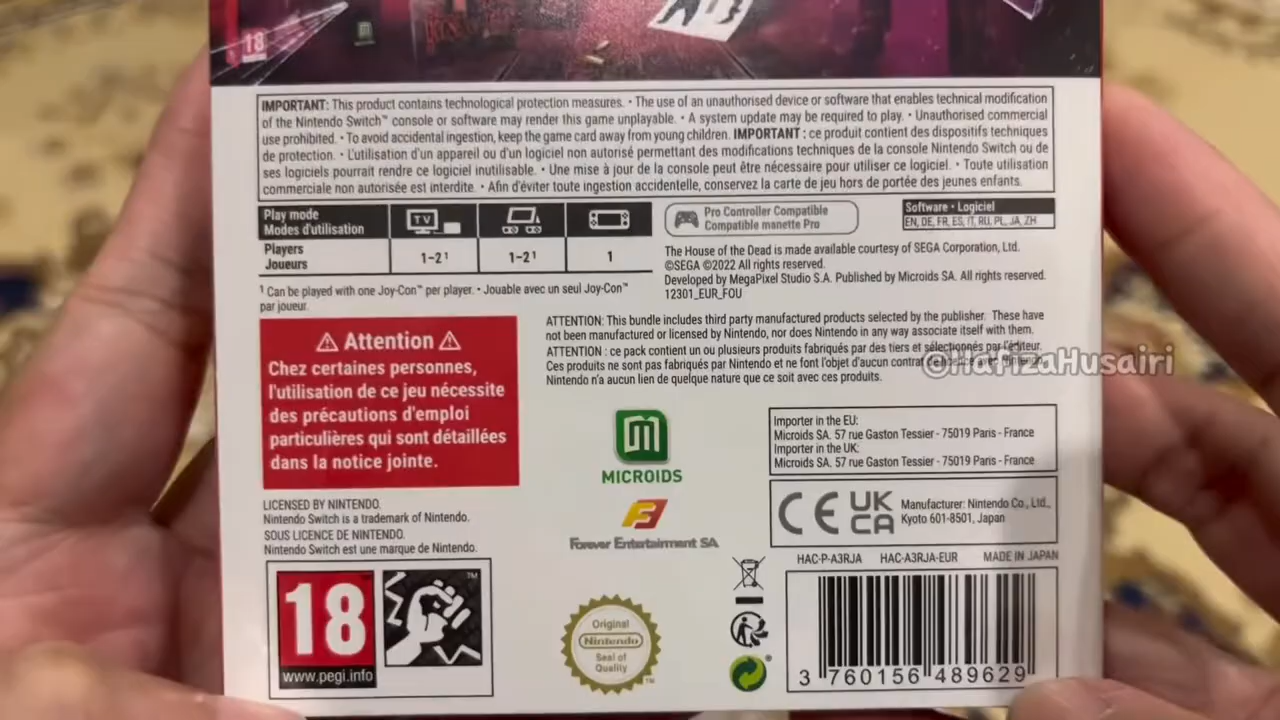 18
IMPORTANT: This product contains technological protection measures. • The use of an unauthorised device or software that enables technical modification
of the Nintendo Switch™ console or software may render this game unplayable. • A system update may be required to play. • Unauthorised commercial
use prohibited. • To avoid accidental ingestion, keep the game card away from young children. IMPORTANT : ce produit contient des dispositifs techniques
de protection. • L'utilisation d'un appareil ou d'un logiciel non autorisé permettant des modifications techniques de la console Nintendo Switch ou de
ses logiciels pourrait rendre ce logiciel inutilisable. • Une mise à jour de la console peut être nécessaire pour utiliser ce logiciel. • Toute utilisation
commerciale non autorisée est interdite. • Afin d'éviter toute ingestion accidentelle, conservez la carte de jeu hors de portée des jeunes enfants.
Play mode
Modes d'utilisation
TV
Players
Joueurs
1-2¹
1-2¹
1
Pro Controller Compatible
Compatible manette Pro
Software • Logiciel
EN, DE, FR, ES, IT, RU, PL, JA, ZH
¹ Can be played with one Joy-Con™ per player. • Jouable avec un seul Joy-Con™
par joueur.
The House of the Dead is made available courtesy of SEGA Corporation, Ltd.
©SEGA ©2022 All rights reserved.
Developed by MegaPixel Studio S.A. Published by Microids SA. All rights reserved.
12301_EUR_FOU
Attention
Chez certaines personnes,
l'utilisation de ce jeu nécessite
des précautions d'emploi
particulières qui sont détaillées
dans la notice jointe.
ATTENTION: This bundle includes third party manufactured products selected by the publisher. These have
not been manufactured or licensed by Nintendo, nor does Nintendo in any way associate itself with them.
ATTENTION : ce pack contient un ou plusieurs produits fabriqués par des tiers et sélectionnés par l'éditeur.
Ces produits ne sont pas fabriqués par Nintendo et ne font l'objet d'aucun contrat de licence avec Nintendo.
Nintendo n'a aucun lien de quelque nature que ce soit avec ces produits.
@HafizaHusairi
MICROIDS
Forever Entertainment SA
Importer in the EU:
Microids SA. 57 rue Gaston Tessier - 75019 Paris - France
Importer in the UK:
Microids SA. 57 rue Gaston Tessier - 75019 Paris - France
CE
UK
CA
Manufacturer: Nintendo Co., Ltd.,
Kyoto 601-8501, Japan
LICENSED BY NINTENDO.
Nintendo Switch is a trademark of Nintendo.
SOUS LICENCE DE NINTENDO.
Nintendo Switch est une marque de Nintendo.
18
www.pegi.info
TM
Original
Nintendo
Seal of
Quality
TM
HAC-P-A3RJA HAC-A3RJA-EUR MADE IN JAPAN
3 760156 489629